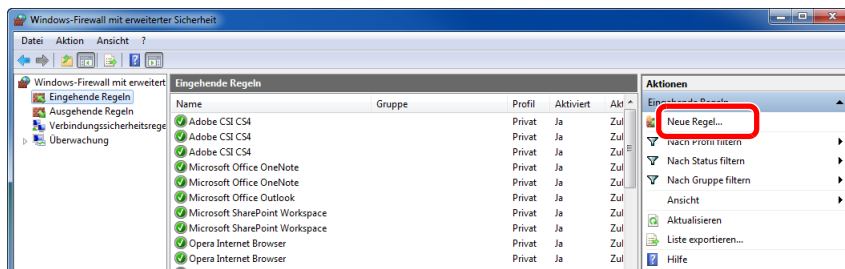 Windows-Firewall mit erweiterter Sicherheit
Datei Aktion Ansicht ?
Windows-Firewall mit erweitert
Eingehende Regeln
Ausgehende Regeln
Verbindungssicherheitsrege
Überwachung
Eingehende Regeln
Name Gruppe Profil Aktiviert Akt
Adobe CSI CS4 Privat Ja Zul
Adobe CSI CS4 Privat Ja Zul
Adobe CSI CS4 Privat Ja Zul
Microsoft Office OneNote Privat Ja Zul
Microsoft Office OneNote Privat Ja Zul
Microsoft Office Outlook Privat Ja Zul
Microsoft SharePoint Workspace Privat Ja Zul
Microsoft SharePoint Workspace Privat Ja Zul
Opera Internet Browser Privat Ja Zul
Opera Internet Browser Privat Ja Zul
Aktionen
Eingehende Regeln
Neue Regel...
Nach Profil filtern
Nach Status filtern
Nach Gruppe filtern
Ansicht
Aktualisieren
Liste exportieren...
Hilfe